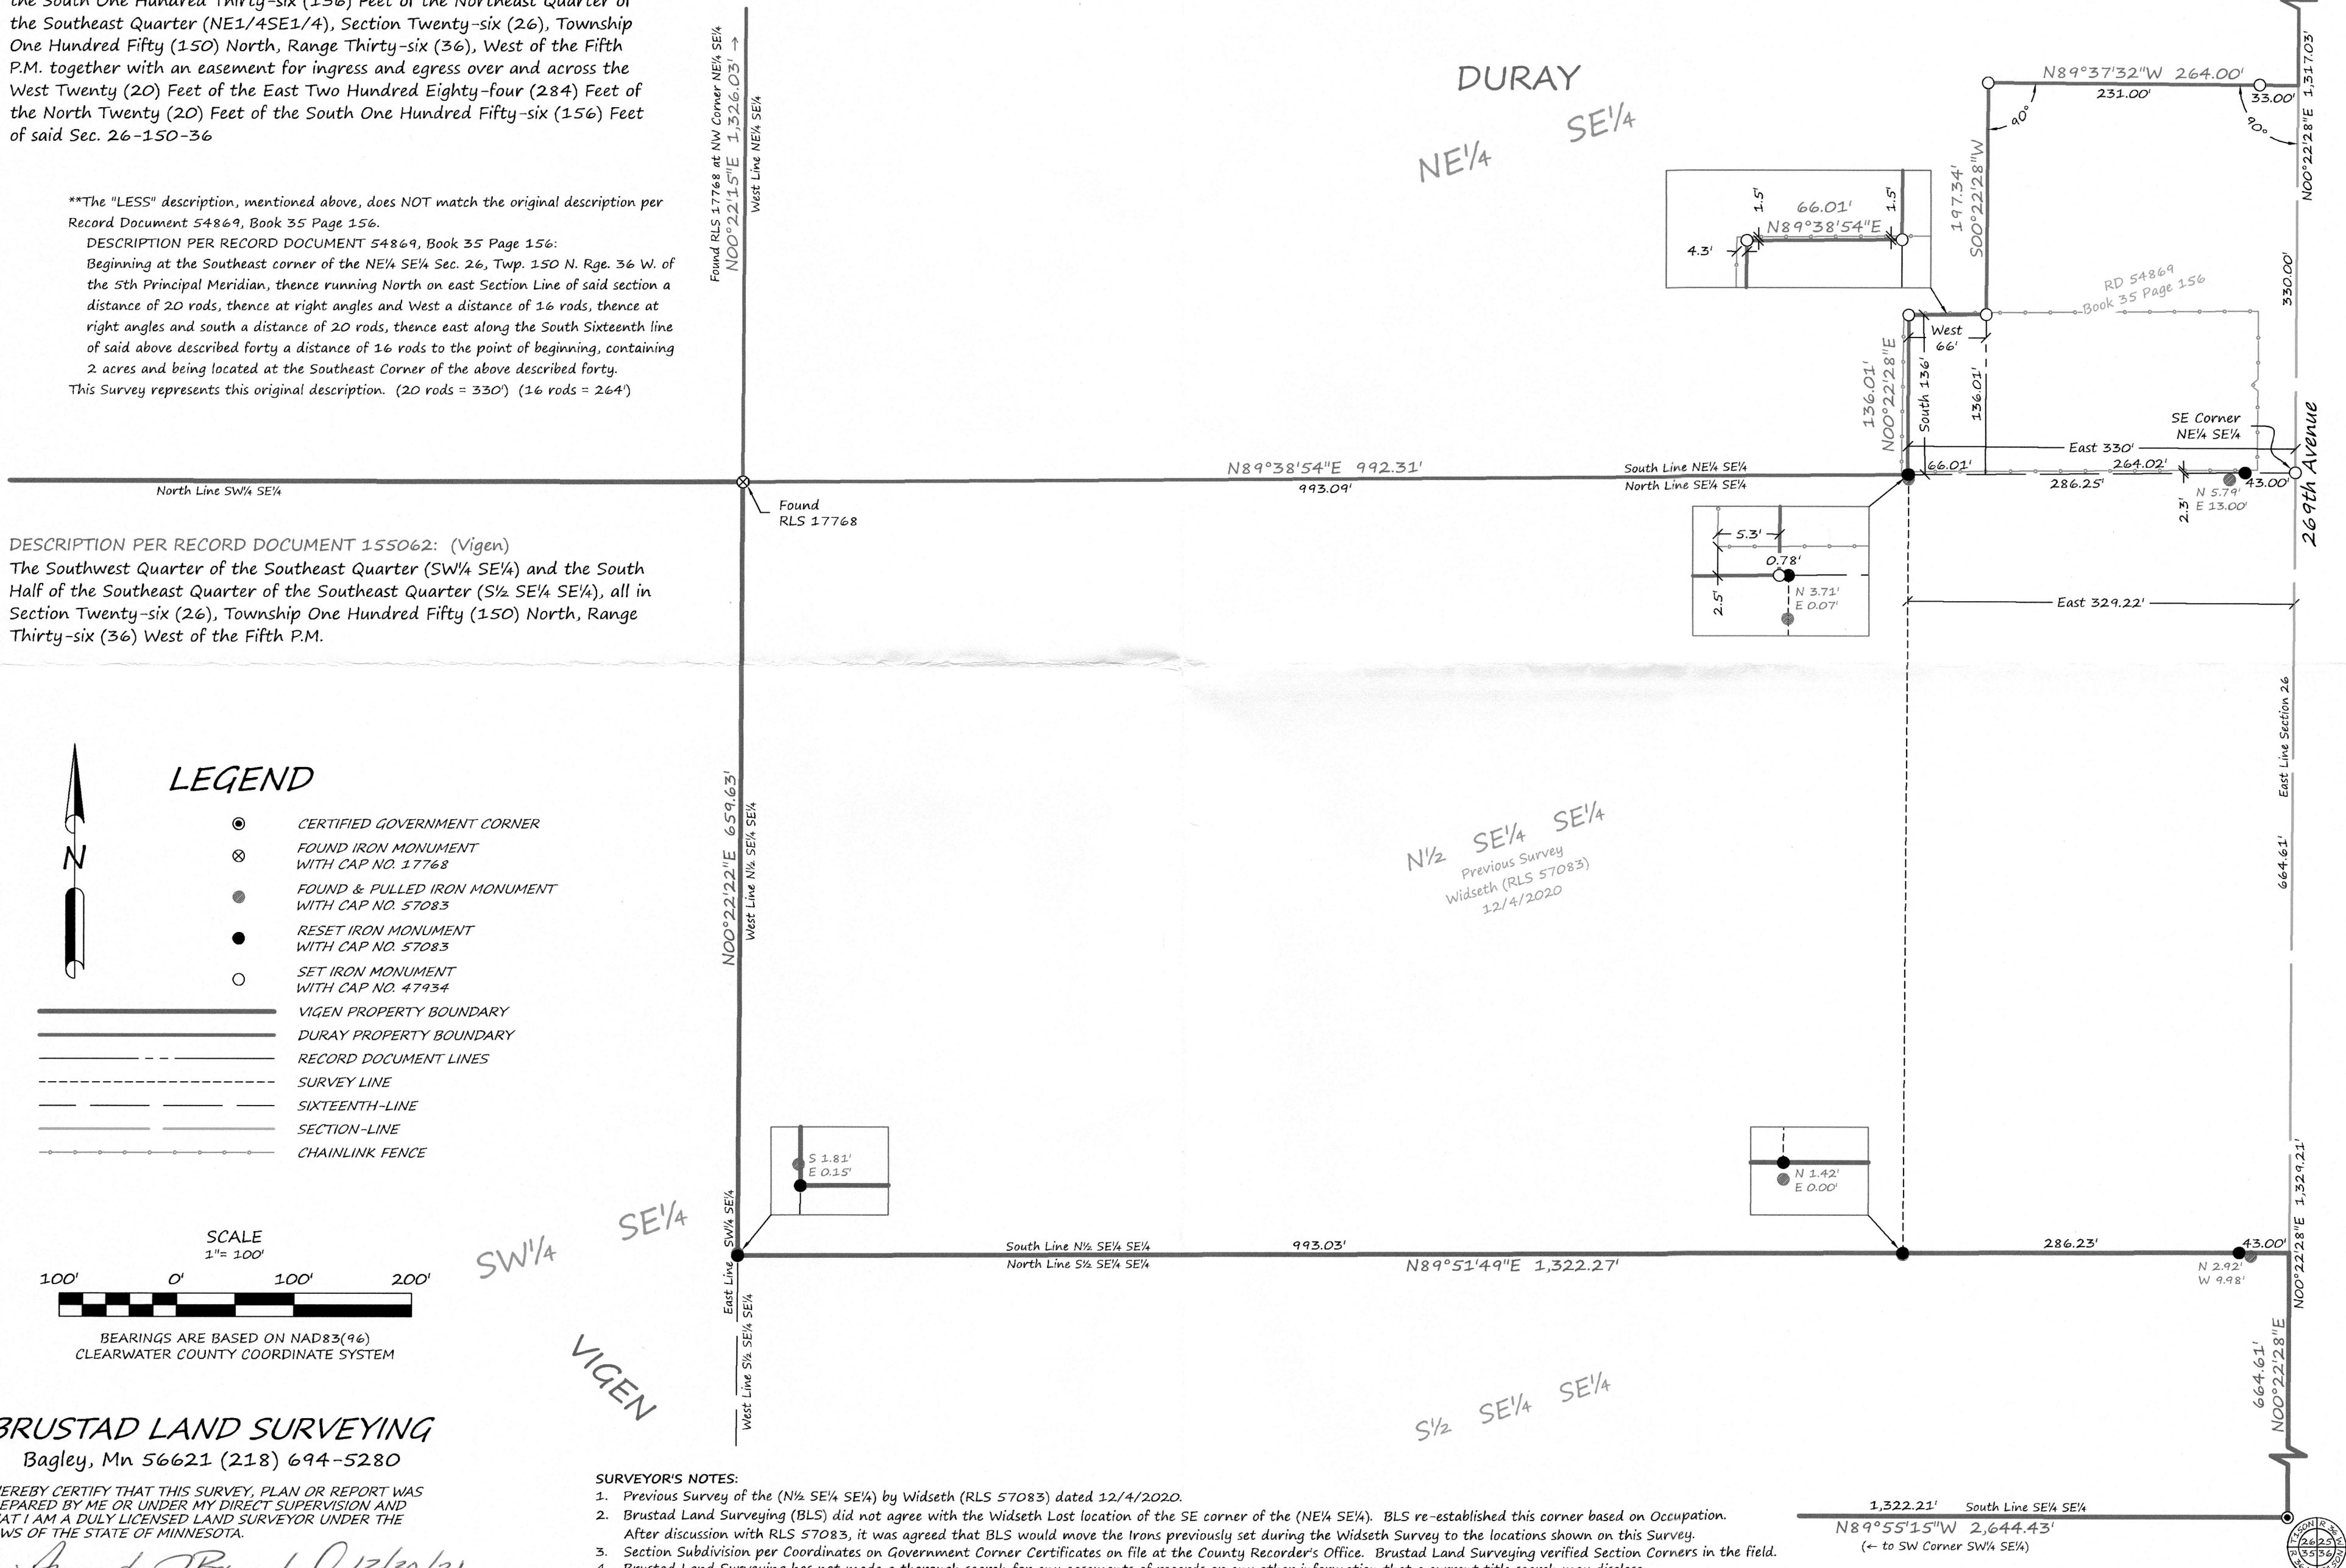 the South One Hundred Thirty-six (136) Feet of the Northeast Quarter of
the Southeast Quarter (NE1/4SE1/4), Section Twenty-six (26), Township
One Hundred Fifty (150) North, Range Thirty-six (36), West of the Fifth
P.M. together with an easement for ingress and egress over and across the
West Twenty (20) Feet of the East Two Hundred Eighty-four (284) Feet of
the North Twenty (20) Feet of the South One Hundred Fifty-six (156) Feet
of said Sec. 26-150-36
**The "LESS" description, mentioned above, does NOT match the original description per
Record Document 54869, Book 35 Page 156.
DESCRIPTION PER RECORD DOCUMENT 54869, Book 35 Page 156:
Beginning at the Southeast corner of the NE¼ SE¼ Sec. 26, Twp. 150 N. Rge. 36 W. of
the 5th Principal Meridian, thence running North on east Section Line of said section a
distance of 20 rods, thence at right angles and West a distance of 16 rods, thence at
right angles and south a distance of 20 rods, thence east along the South Sixteenth line
of said above described forty a distance of 16 rods to the point of beginning, containing
2 acres and being located at the Southeast Corner of the above described forty.
This Survey represents this original description. (20 rods = 330') (16 rods = 264')
Found RLS 17768 at NW Corner NE¼ SE¼
N00°22'15"E 1,326.03' →
West Line NE¼ SE¼
DURAY
NE¼ SE¼
N89°37'32"W 264.00'
231.00'
33.00'
90°
90°
N00°22'28"E 1,317.03'
197.34'
S00°22'28"W
1.5'
66.01'
N89°38'54"E
1.5'
4.3'
RD 54869
Book 35 Page 156
330.00'
West
66'
136.01'
N00°22'28"E
South 136'
136.01'
SE Corner
NE¼ SE¼
269th Avenue
East 330'
66.01'
264.02'
286.25'
43.00'
2.3'
N 5.79'
E 13.00'
North Line SW¼ SE¼
N89°38'54"E 992.31'
993.09'
South Line NE¼ SE¼
North Line SE¼ SE¼
Found
RLS 17768
5.3'
0.78'
2.5'
N 3.71'
E 0.07'
East 329.22'
DESCRIPTION PER RECORD DOCUMENT 155062: (Vigen)
The Southwest Quarter of the Southeast Quarter (SW¼ SE¼) and the South
Half of the Southeast Quarter of the Southeast Quarter (S½ SE¼ SE¼), all in
Section Twenty-six (26), Township One Hundred Fifty (150) North, Range
Thirty-six (36) West of the Fifth P.M.
N00°22'22"E 659.63'
West Line N½ SE¼ SE¼
N½ SE¼ SE¼
Previous Survey
Widseth (RLS 57083)
12/4/2020
East Line Section 26
664.61'
N
LEGEND
CERTIFIED GOVERNMENT CORNER
FOUND IRON MONUMENT
WITH CAP NO. 17768
FOUND & PULLED IRON MONUMENT
WITH CAP NO. 57083
RESET IRON MONUMENT
WITH CAP NO. 57083
SET IRON MONUMENT
WITH CAP NO. 47934
VIGEN PROPERTY BOUNDARY
DURAY PROPERTY BOUNDARY
RECORD DOCUMENT LINES
SURVEY LINE
SIXTEENTH-LINE
SECTION-LINE
CHAINLINK FENCE
S 1.81'
E 0.15'
N 1.42'
E 0.00'
SW¼ SE¼
East Line SW¼ SE¼
West Line S½ SE¼ SE¼
South Line N½ SE¼ SE¼
North Line S½ SE¼ SE¼
993.03'
N89°51'49"E 1,322.27'
286.23'
43.00'
N 2.92'
W 9.98'
N00°22'28"E 1,329.21'
664.61'
N00°22'28"E
SCALE
1"= 100'
100' 0' 100' 200'
BEARINGS ARE BASED ON NAD83(96)
CLEARWATER COUNTY COORDINATE SYSTEM
VIGEN
S½ SE¼ SE¼
BRUSTAD LAND SURVEYING
Bagley, Mn 56621 (218) 694-5280
HEREBY CERTIFY THAT THIS SURVEY, PLAN OR REPORT WAS
EPARED BY ME OR UNDER MY DIRECT SUPERVISION AND
AT I AM A DULY LICENSED LAND SURVEYOR UNDER THE
WS OF THE STATE OF MINNESOTA.
SURVEYOR'S NOTES:
1. Previous Survey of the (N½ SE¼ SE¼) by Widseth (RLS 57083) dated 12/4/2020.
2. Brustad Land Surveying (BLS) did not agree with the Widseth Lost location of the SE corner of the (NE¼ SE¼). BLS re-established this corner based on Occupation.
After discussion with RLS 57083, it was agreed that BLS would move the Irons previously set during the Widseth Survey to the locations shown on this Survey.
3. Section Subdivision per Coordinates on Government Corner Certificates on file at the County Recorder's Office. Brustad Land Surveying verified Section Corners in the field.
1,322.21' South Line SE¼ SE¼
N89°55'15"W 2,644.43'
(← to SW Corner SW¼ SE¼)
26 25
35 36